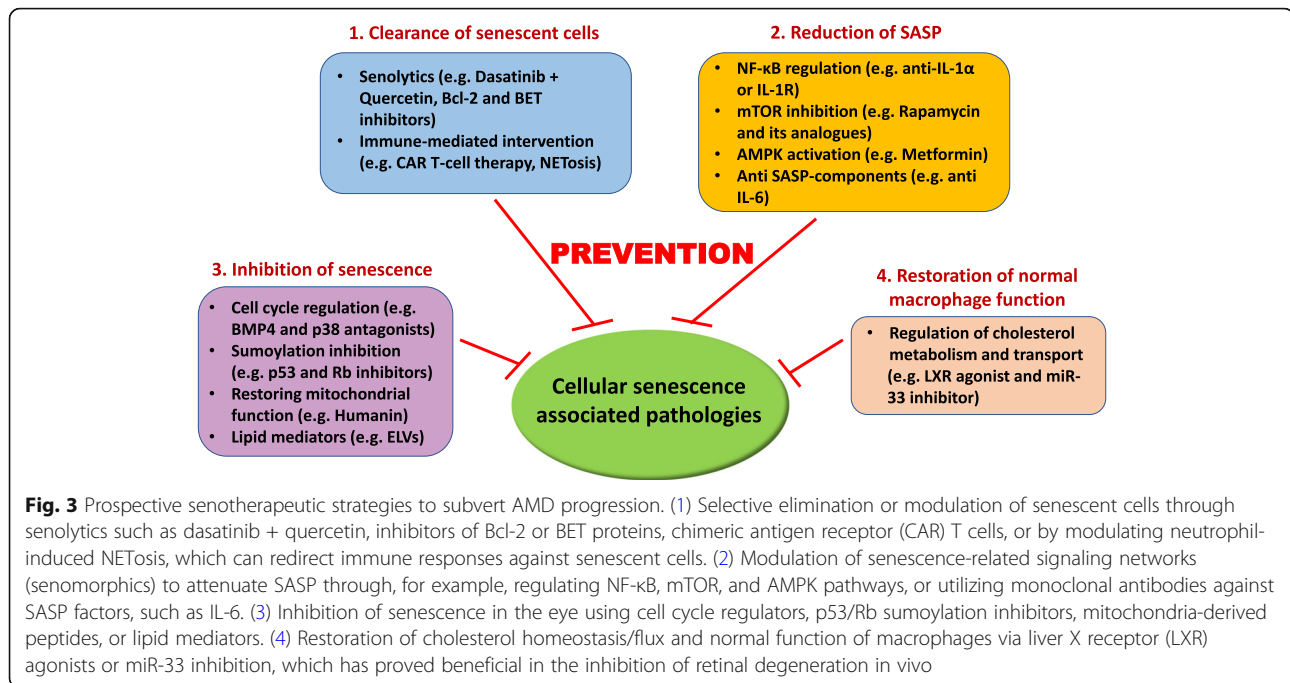 1. Clearance of senescent cells
• Senolytics (e.g. Dasatinib +
Quercetin, Bcl-2 and BET
inhibitors)
• Immune-mediated intervention
(e.g. CAR T-cell therapy, NETosis)
2. Reduction of SASP
• NF-κB regulation (e.g. anti-IL-1α
or IL-1R)
• mTOR inhibition (e.g. Rapamycin
and its analogues)
• AMPK activation (e.g. Metformin)
• Anti SASP-components (e.g. anti
IL-6)
PREVENTION
3. Inhibition of senescence
• Cell cycle regulation (e.g.
BMP4 and p38 antagonists)
• Sumoylation inhibition
(e.g. p53 and Rb inhibitors)
• Restoring mitochondrial
function (e.g. Humanin)
• Lipid mediators (e.g. ELVs)
4. Restoration of normal
macrophage function
• Regulation of cholesterol
metabolism and transport
(e.g. LXR agonist and miR-
33 inhibitor)
Cellular senescence
associated pathologies
Fig. 3 Prospective senotherapeutic strategies to subvert AMD progression. (1) Selective elimination or modulation of senescent cells through
senolytics such as dasatinib + quercetin, inhibitors of Bcl-2 or BET proteins, chimeric antigen receptor (CAR) T cells, or by modulating neutrophil-
induced NETosis, which can redirect immune responses against senescent cells. (2) Modulation of senescence-related signaling networks
(senomorphics) to attenuate SASP through, for example, regulating NF-κB, mTOR, and AMPK pathways, or utilizing monoclonal antibodies against
SASP factors, such as IL-6. (3) Inhibition of senescence in the eye using cell cycle regulators, p53/Rb sumoylation inhibitors, mitochondria-derived
peptides, or lipid mediators. (4) Restoration of cholesterol homeostasis/flux and normal function of macrophages via liver X receptor (LXR)
agonists or miR-33 inhibition, which has proved beneficial in the inhibition of retinal degeneration in vivo